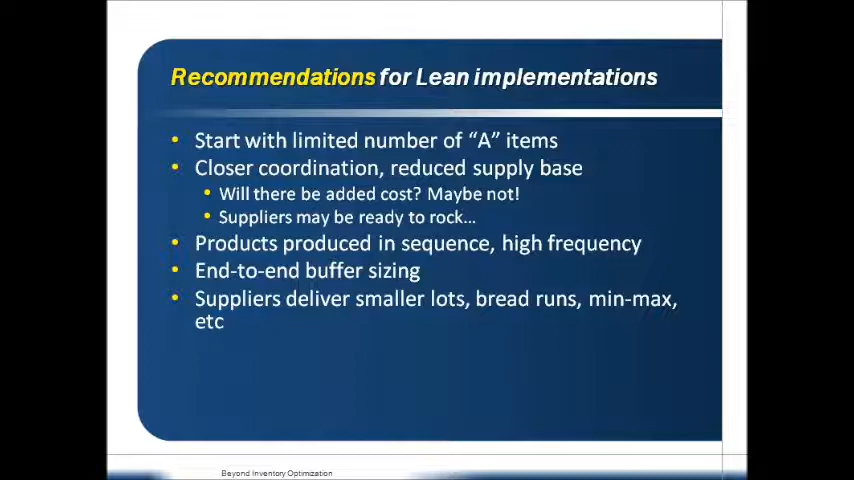 Recommendations for Lean implementations
• Start with limited number of “A” items
• Closer coordination, reduced supply base
• Will there be added cost? Maybe not!
• Suppliers may be ready to rock…
• Products produced in sequence, high frequency
• End-to-end buffer sizing
• Suppliers deliver smaller lots, bread runs, min-max,
etc
Beyond Inventory Optimization